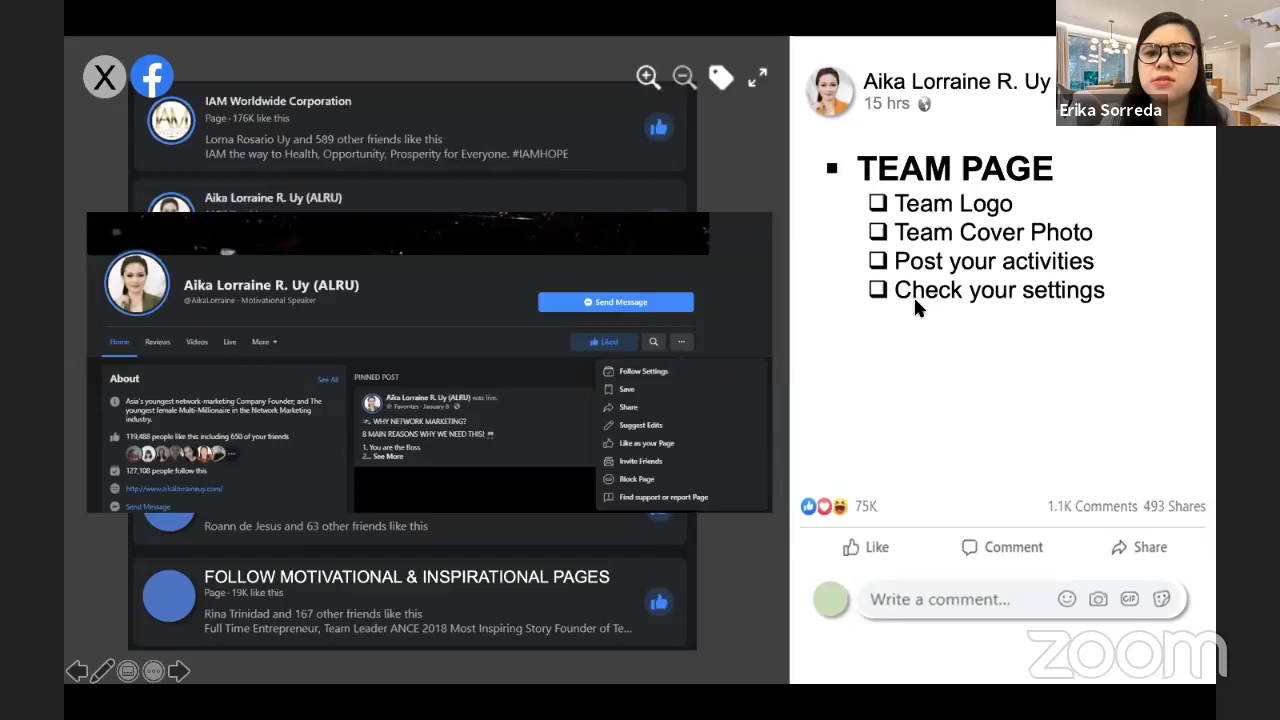 X
IAM Worldwide Corporation
Page · 176K like this
Lorna Rosario Uy and 589 other friends like this
IAM the way to Health, Opportunity, Prosperity for Everyone. #IAMHOPE
IAM
Aika Lorraine R. Uy (ALRU)
Aika Lorraine R. Uy (ALRU)
@AikaLorraine · Motivational Speaker
Send Message
Home Reviews Videos Live More
Liked
About
See All
Asia's youngest network-marketing Company Founder; and The
youngest female Multi-Millionaire in the Network Marketing
industry.
119,488 people like this including 650 of your friends
127,108 people follow this
http://www.aikalorraineuy.com/
Send Message
PINNED POST
Aika Lorraine R. Uy (ALRU) was live.
Favorites · January 8
WHY NETWORK MARKETING?
8 MAIN REASONS WHY WE NEED THIS!
1. You are the Boss
2... See More
Follow Settings
Save
Share
Suggest Edits
Like as your Page
Invite Friends
Block Page
Find support or report Page
Roann de Jesus and 63 other friends like this
FOLLOW MOTIVATIONAL & INSPIRATIONAL PAGES
Page · 19K like this
Rina Trinidad and 167 other friends like this
Full Time Entrepreneur, Team Leader ANCE 2018 Most Inspiring Story Founder of Te...
Aika Lorraine R. Uy
15 hrs
Erika Sorreda
▪ TEAM PAGE
❑ Team Logo
❑ Team Cover Photo
❑ Post your activities
❑ Check your settings
75K
1.1K Comments 493 Shares
Like Comment Share
Write a comment...
GIF
zoom